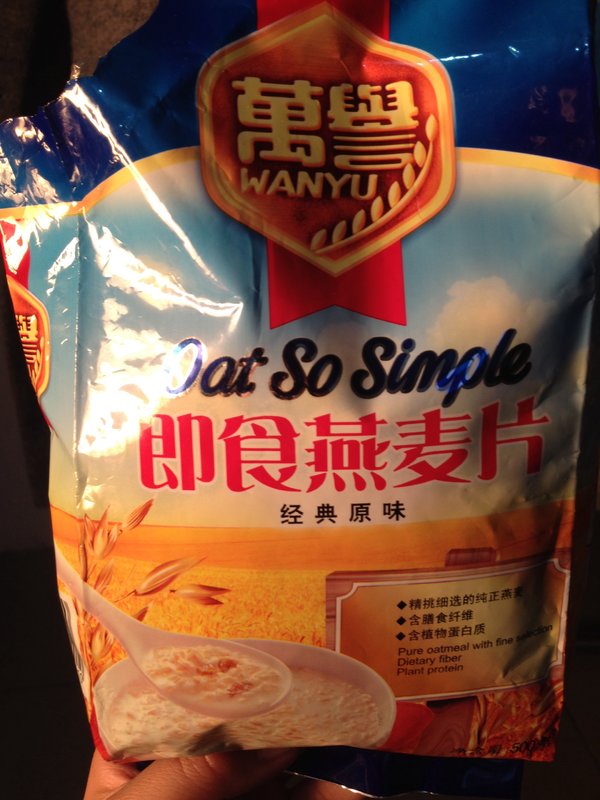 萬譽
WANYU
Oat So Simple
即食燕麦片
经典原味
◆精挑细选的纯正燕麦
◆含膳食纤维
◆含植物蛋白质
Pure oatmeal with fine selection
Dietary fiber
Plant protein
萬譽